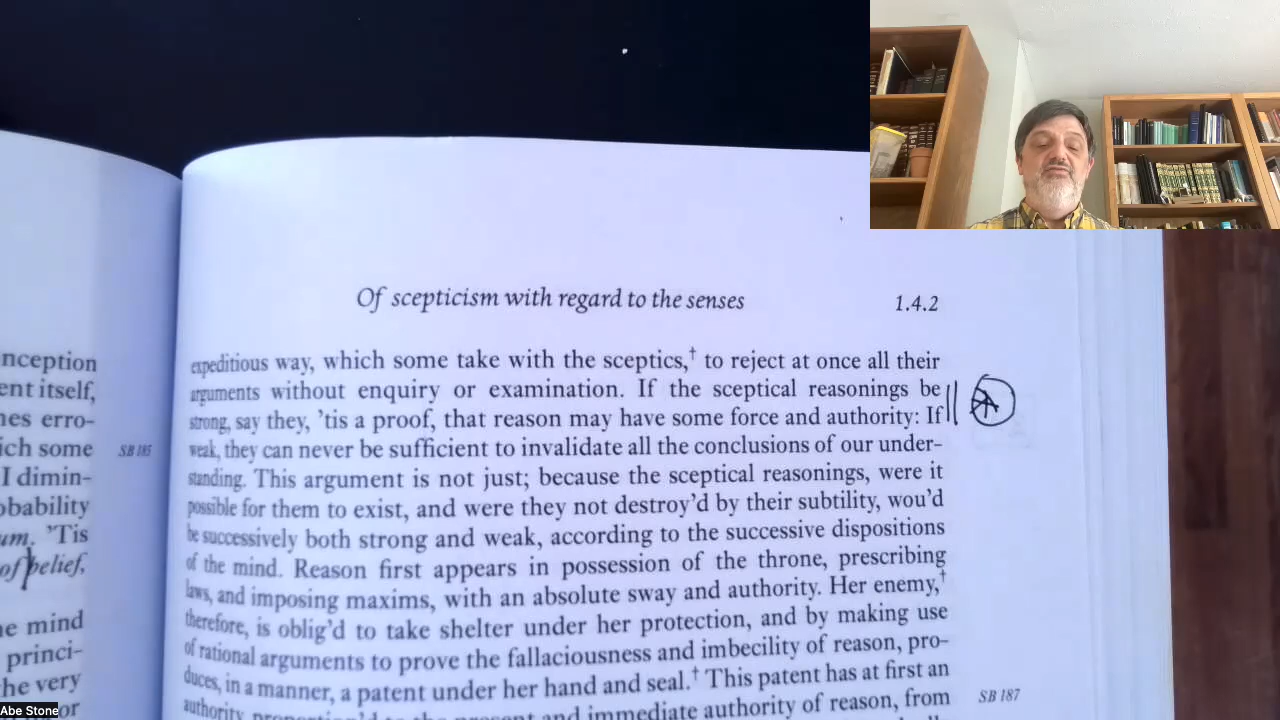 Of scepticism with regard to the senses 1.4.2
nception
ent itself,
nes erro-
ich some SB 185
I dimin-
obability
um. 'Tis
of belief,
ne mind
princi-
he very
or
expeditious way, which some take with the sceptics,† to reject at once all their
arguments without enquiry or examination. If the sceptical reasonings be
strong, say they, 'tis a proof, that reason may have some force and authority: If
weak, they can never be sufficient to invalidate all the conclusions of our under-
standing. This argument is not just; because the sceptical reasonings, were it
possible for them to exist, and were they not destroy'd by their subtility, wou'd
be successively both strong and weak, according to the successive dispositions
of the mind. Reason first appears in possession of the throne, prescribing
laws, and imposing maxims, with an absolute sway and authority. Her enemy,†
therefore, is oblig'd to take shelter under her protection, and by making use
of rational arguments to prove the fallaciousness and imbecility of reason, pro-
duces, in a manner, a patent under her hand and seal.† This patent has at first an
authority proportion'd to the present and immediate authority of reason, from
SB 187
Abe Stone